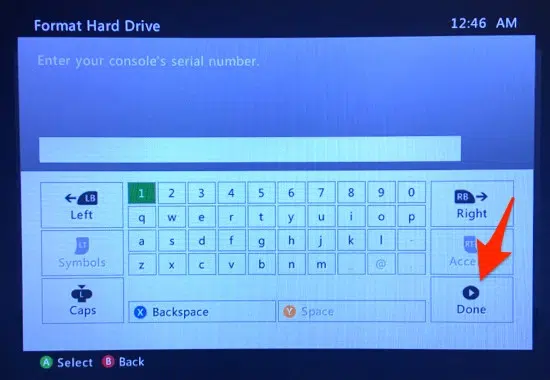 Format Hard Drive
12:46 AM
Enter your console's serial number.
LB
Left
1 2 3 4 5 6 7 8 9 0
RB
Right
q w e r t y u i o p
LT
Symbols
a s d f g h j k l -
RT
z x c v b n m _ @ .
L
Caps
X Backspace
Y Space
Done
A Select B Back